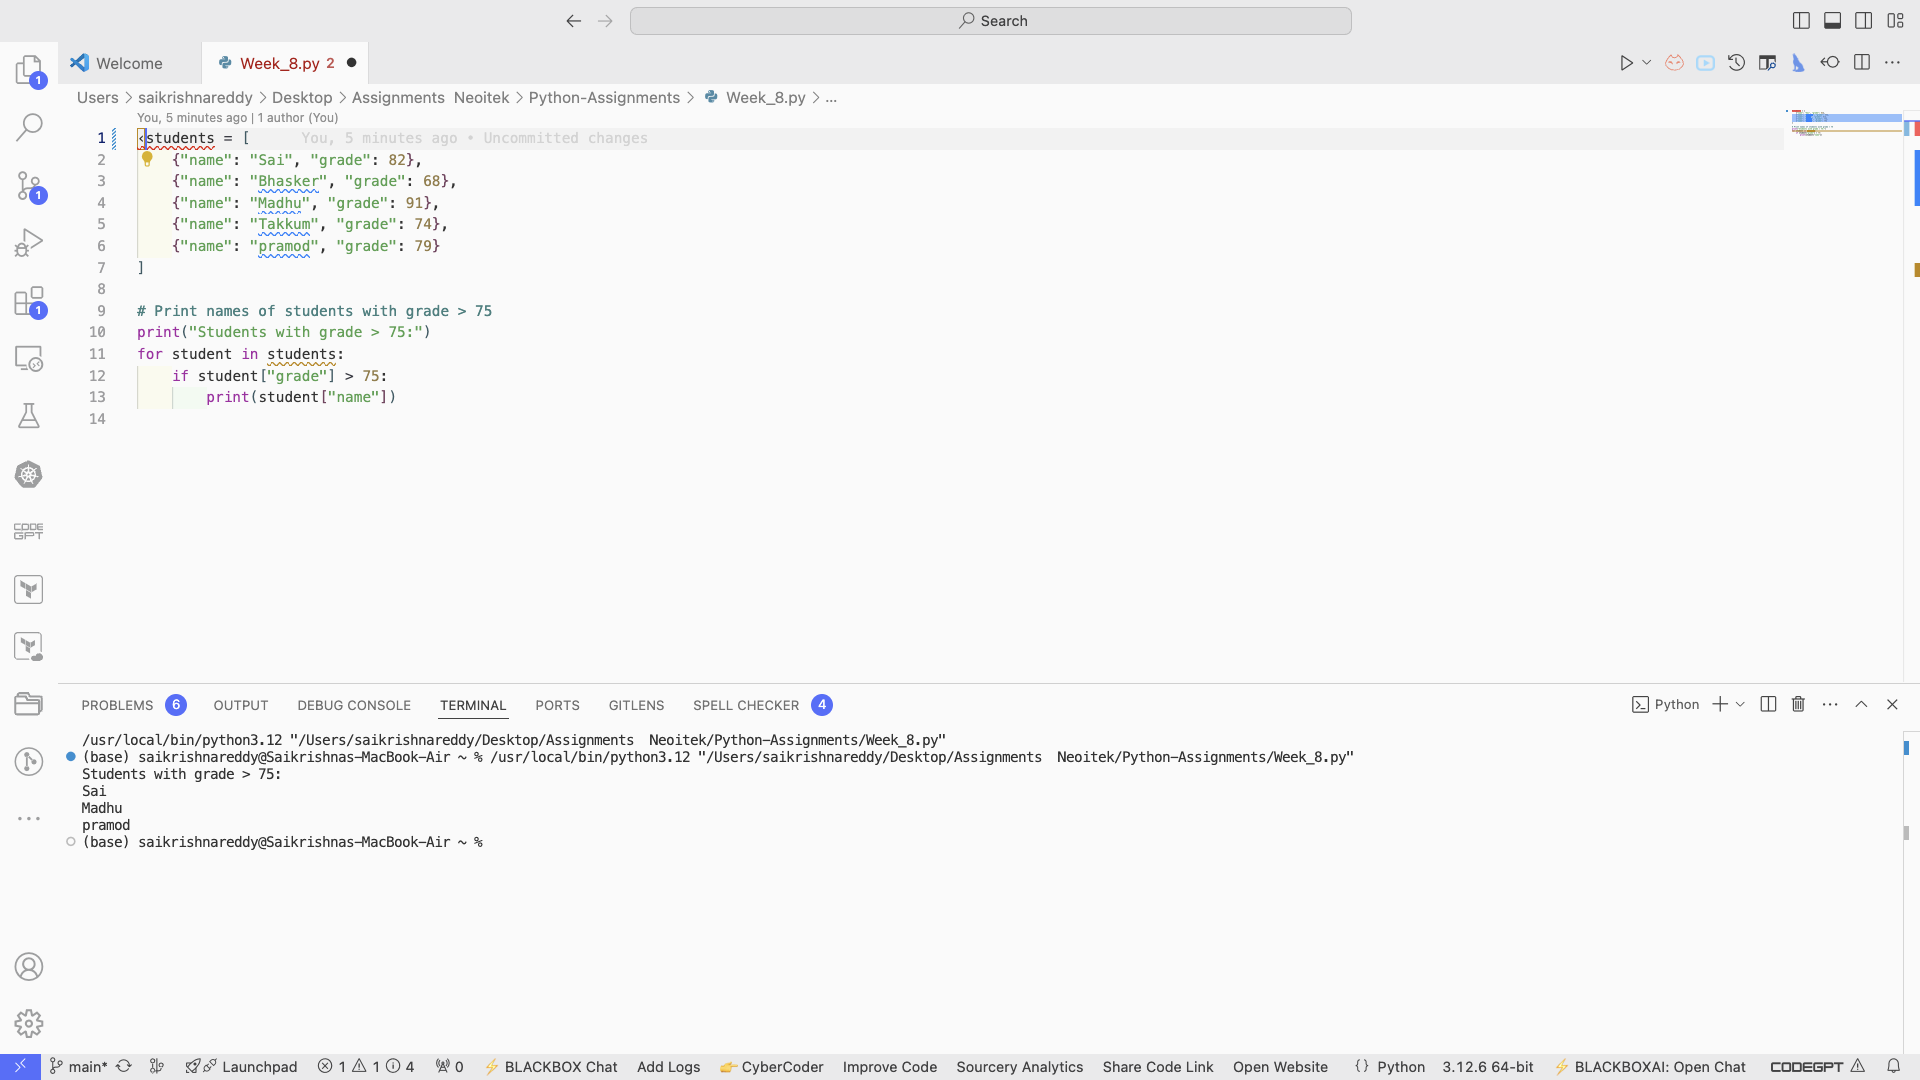 Search
1
1
1
CODE
GPT
Welcome
Week_8.py 2
Users > saikrishnareddy > Desktop > Assignments  Neoitek > Python-Assignments > Week_8.py > ...
You, 5 minutes ago | 1 author (You)
1 ‹students = [ You, 5 minutes ago • Uncommitted changes
2     {"name": "Sai", "grade": 82},
3     {"name": "Bhasker", "grade": 68},
4     {"name": "Madhu", "grade": 91},
5     {"name": "Takkum", "grade": 74},
6     {"name": "pramod", "grade": 79}
7 ]
8
9 # Print names of students with grade > 75
10 print("Students with grade > 75:")
11 for student in students:
12     if student["grade"] > 75:
13         print(student["name"])
14
PROBLEMS 6 OUTPUT DEBUG CONSOLE TERMINAL PORTS GITLENS SPELL CHECKER 4 Python
/usr/local/bin/python3.12 "/Users/saikrishnareddy/Desktop/Assignments  Neoitek/Python-Assignments/Week_8.py"
(base) saikrishnareddy@Saikrishnas-MacBook-Air ~ % /usr/local/bin/python3.12 "/Users/saikrishnareddy/Desktop/Assignments  Neoitek/Python-Assignments/Week_8.py"
Students with grade > 75:
Sai
Madhu
pramod
(base) saikrishnareddy@Saikrishnas-MacBook-Air ~ %
main* Launchpad 1 1 4 0 BLACKBOX Chat Add Logs CyberCoder Improve Code Sourcery Analytics Share Code Link Open Website {} Python 3.12.6 64-bit BLACKBOXAI: Open Chat CODEGPT